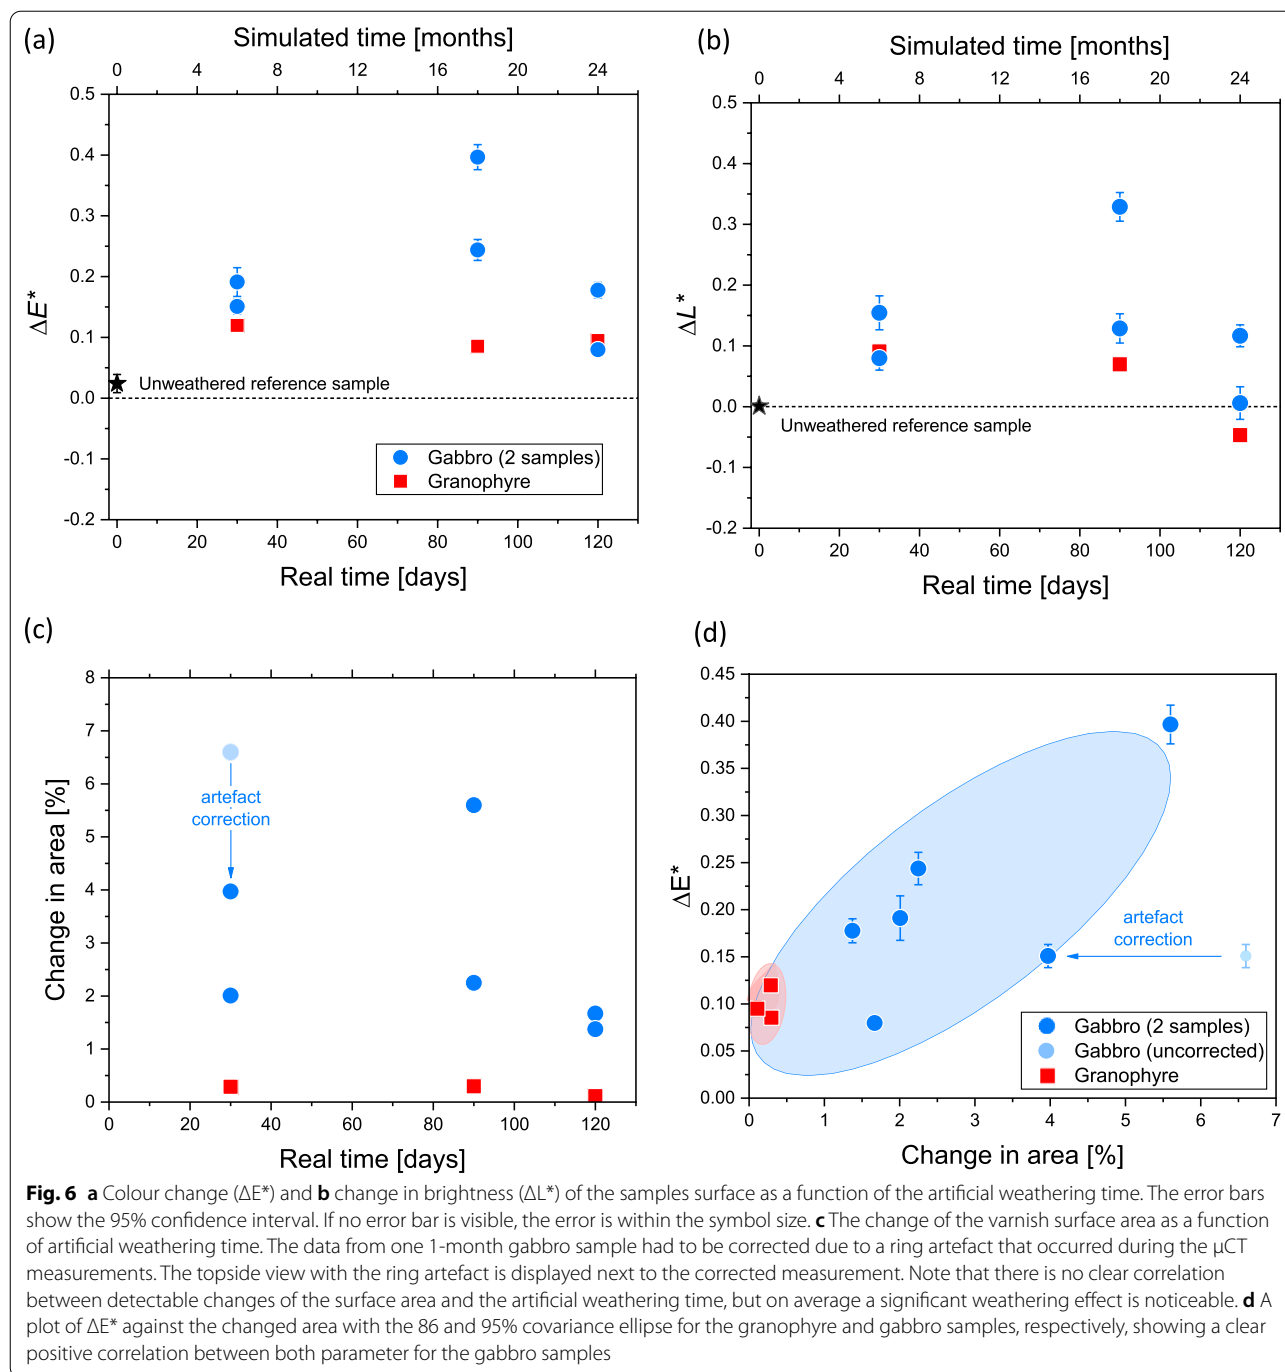 (a)
Simulated time [months]
0 4 8 12 16 20 24
0.5
0.4
0.3
0.2
0.1
0.0
-0.1
-0.2
ΔE*
Unweathered reference sample
Gabbro (2 samples)
Granophyre
0 20 40 60 80 100 120
Real time [days]
(b)
Simulated time [months]
0 4 8 12 16 20 24
0.5
0.4
0.3
0.2
0.1
0.0
-0.1
-0.2
ΔL*
Unweathered reference sample
0 20 40 60 80 100 120
Real time [days]
(c)
8
7
6
5
4
3
2
1
0
Change in area [%]
artefact
correction
0 20 40 60 80 100 120
Real time [days]
(d)
0.45
0.40
0.35
0.30
0.25
0.20
0.15
0.10
0.05
0.00
ΔE*
artefact
correction
Gabbro (2 samples)
Gabbro (uncorrected)
Granophyre
0 1 2 3 4 5 6 7
Change in area [%]
Fig. 6 a Colour change (ΔE*) and b change in brightness (ΔL*) of the samples surface as a function of the artificial weathering time. The error bars
show the 95% confidence interval. If no error bar is visible, the error is within the symbol size. c The change of the varnish surface area as a function
of artificial weathering time. The data from one 1-month gabbro sample had to be corrected due to a ring artefact that occurred during the μCT
measurements. The topside view with the ring artefact is displayed next to the corrected measurement. Note that there is no clear correlation
between detectable changes of the surface area and the artificial weathering time, but on average a significant weathering effect is noticeable. d A
plot of ΔE* against the changed area with the 86 and 95% covariance ellipse for the granophyre and gabbro samples, respectively, showing a clear
positive correlation between both parameter for the gabbro samples